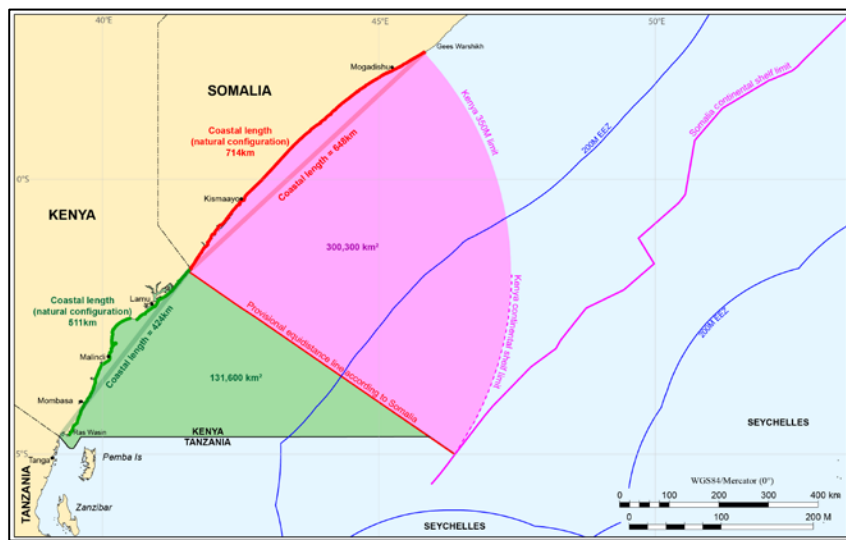 40°E
45°E
50°E
Gees Warshikh
Mogadishu
SOMALIA
Coastal length
(natural configuration)
714km
Coastal length = 648km
Kenya 350M limit
200M EEZ
Somalia continental shelf limit
0°S
Kismaayo
KENYA
300,300 km²
Lamu
Coastal length
(natural configuration)
511km
Coastal length = 424km
Provisional equidistance line according to Somalia
Kenya continental shelf limit
200M EEZ
Malindi
131,600 km²
Mombasa
Ras Wasin
KENYA
TANZANIA
SEYCHELLES
5°S
Tanga
Pemba Is
TANZANIA
Zanzibar
WGS84/Mercator (0°)
0 100 200 300 400 km
0 100 200 M
SEYCHELLES